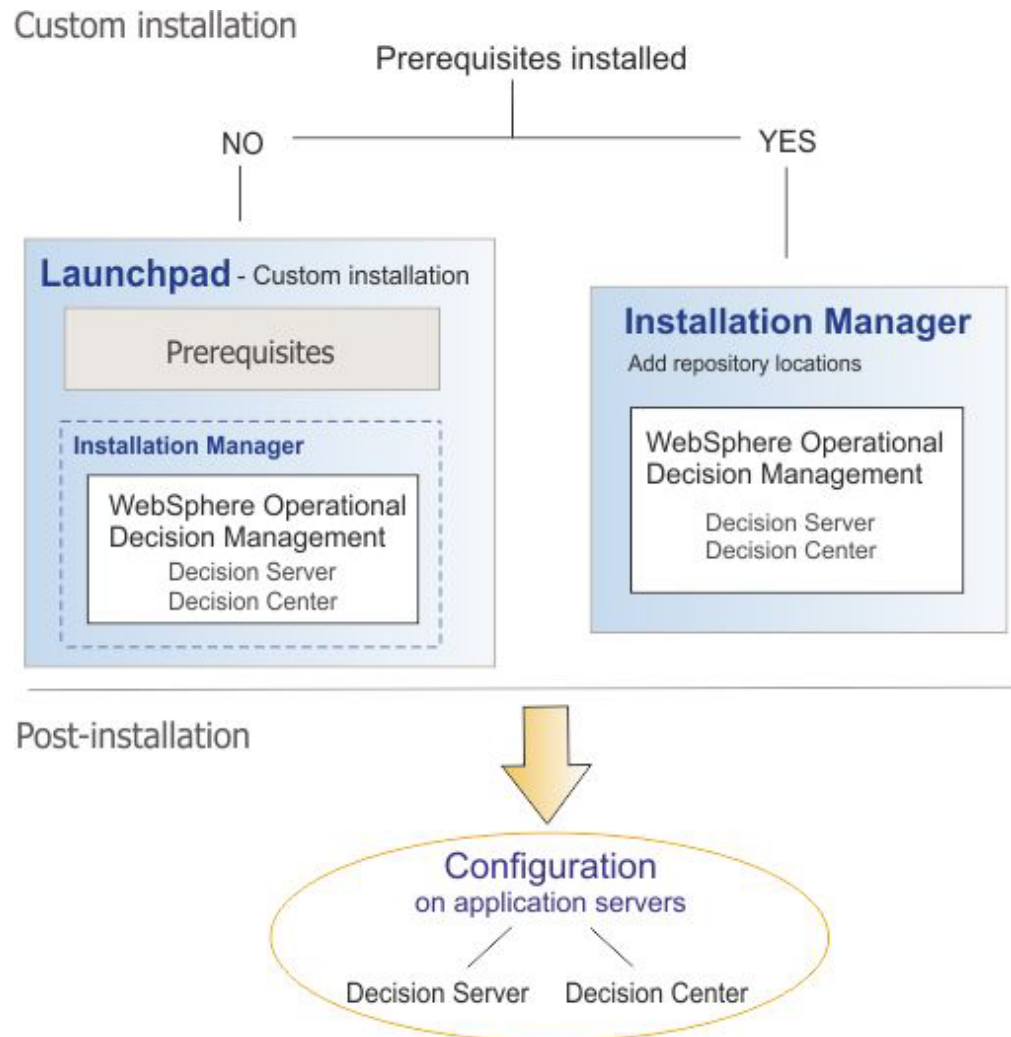 Custom installation
Prerequisites installed
NO
YES
Launchpad - Custom installation
Prerequisites
Installation Manager
WebSphere Operational
Decision Management
Decision Server
Decision Center
Installation Manager
Add repository locations
WebSphere Operational
Decision Management
Decision Server
Decision Center
Post-installation
Configuration
on application servers
Decision Server
Decision Center